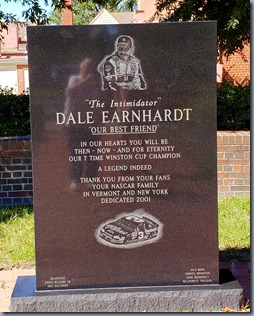 "The Intimidator"
DALE EARNHARDT
"OUR BEST FRIEND"
IN OUR HEARTS YOU WILL BE
THEN - NOW - AND FOR ETERNITY
OUR 7 TIME WINSTON CUP CHAMPION
A LEGEND INDEED
THANK YOU FROM YOUR FANS
YOUR NASCAR FAMILY
IN VERMONT AND NEW YORK
DEDICATED 2001
3